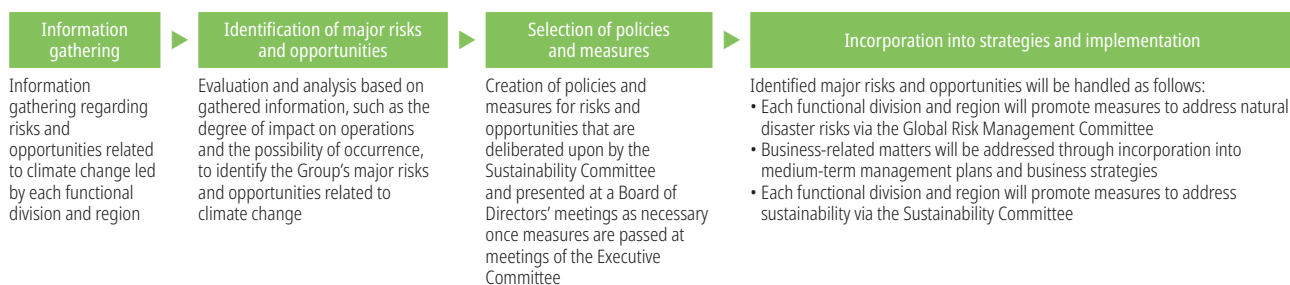 Information
gathering
Information
gathering regarding
risks and
opportunities related
to climate change led
by each functional
division and region
Identification of major risks
and opportunities
Evaluation and analysis based on
gathered information, such as the
degree of impact on operations
and the possibility of occurrence,
to identify the Group's major risks
and opportunities related to
climate change
Selection of policies
and measures
Creation of policies and
measures for risks and
opportunities that are
deliberated upon by the
Sustainability Committee
and presented at a Board of
Directors' meetings as necessary
once measures are passed at
meetings of the Executive
Committee
Incorporation into strategies and implementation
Identified major risks and opportunities will be handled as follows:
• Each functional division and region will promote measures to address natural
disaster risks via the Global Risk Management Committee
• Business-related matters will be addressed through incorporation into
medium-term management plans and business strategies
• Each functional division and region will promote measures to address
sustainability via the Sustainability Committee